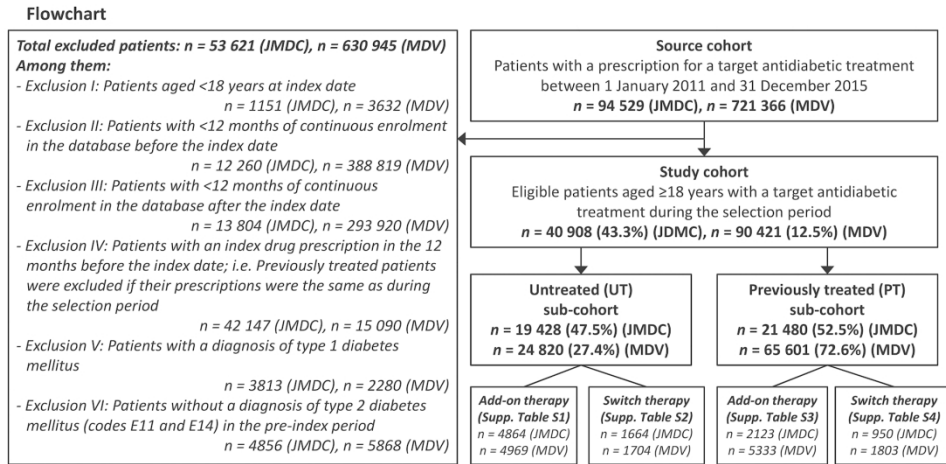 Flowchart
Total excluded patients: n = 53 621 (JMDC), n = 630 945 (MDV)
Among them:
- Exclusion I: Patients aged <18 years at index date
n = 1151 (JMDC), n = 3632 (MDV)
- Exclusion II: Patients with <12 months of continuous enrolment
in the database before the index date
n = 12 260 (JMDC), n = 388 819 (MDV)
- Exclusion III: Patients with <12 months of continuous
enrolment in the database after the index date
n = 13 804 (JMDC), n = 293 920 (MDV)
- Exclusion IV: Patients with an index drug prescription in the 12
months before the index date; i.e. Previously treated patients
were excluded if their prescriptions were the same as during
the selection period
n = 42 147 (JMDC), n = 15 090 (MDV)
- Exclusion V: Patients with a diagnosis of type 1 diabetes
mellitus
n = 3813 (JMDC), n = 2280 (MDV)
- Exclusion VI: Patients without a diagnosis of type 2 diabetes
mellitus (codes E11 and E14) in the pre-index period
n = 4856 (JMDC), n = 5868 (MDV)
Source cohort
Patients with a prescription for a target antidiabetic treatment
between 1 January 2011 and 31 December 2015
n = 94 529 (JMDC), n = 721 366 (MDV)
Study cohort
Eligible patients aged ≥18 years with a target antidiabetic
treatment during the selection period
n = 40 908 (43.3%) (JDMC), n = 90 421 (12.5%) (MDV)
Untreated (UT)
sub-cohort
n = 19 428 (47.5%) (JMDC)
n = 24 820 (27.4%) (MDV)
Previously treated (PT)
sub-cohort
n = 21 480 (52.5%) (JMDC)
n = 65 601 (72.6%) (MDV)
Add-on therapy
(Supp. Table S1)
n = 4864 (JMDC)
n = 4969 (MDV)
Switch therapy
(Supp. Table S2)
n = 1664 (JMDC)
n = 1704 (MDV)
Add-on therapy
(Supp. Table S3)
n = 2123 (JMDC)
n = 5333 (MDV)
Switch therapy
(Supp. Table S4)
n = 950 (JMDC)
n = 1803 (MDV)